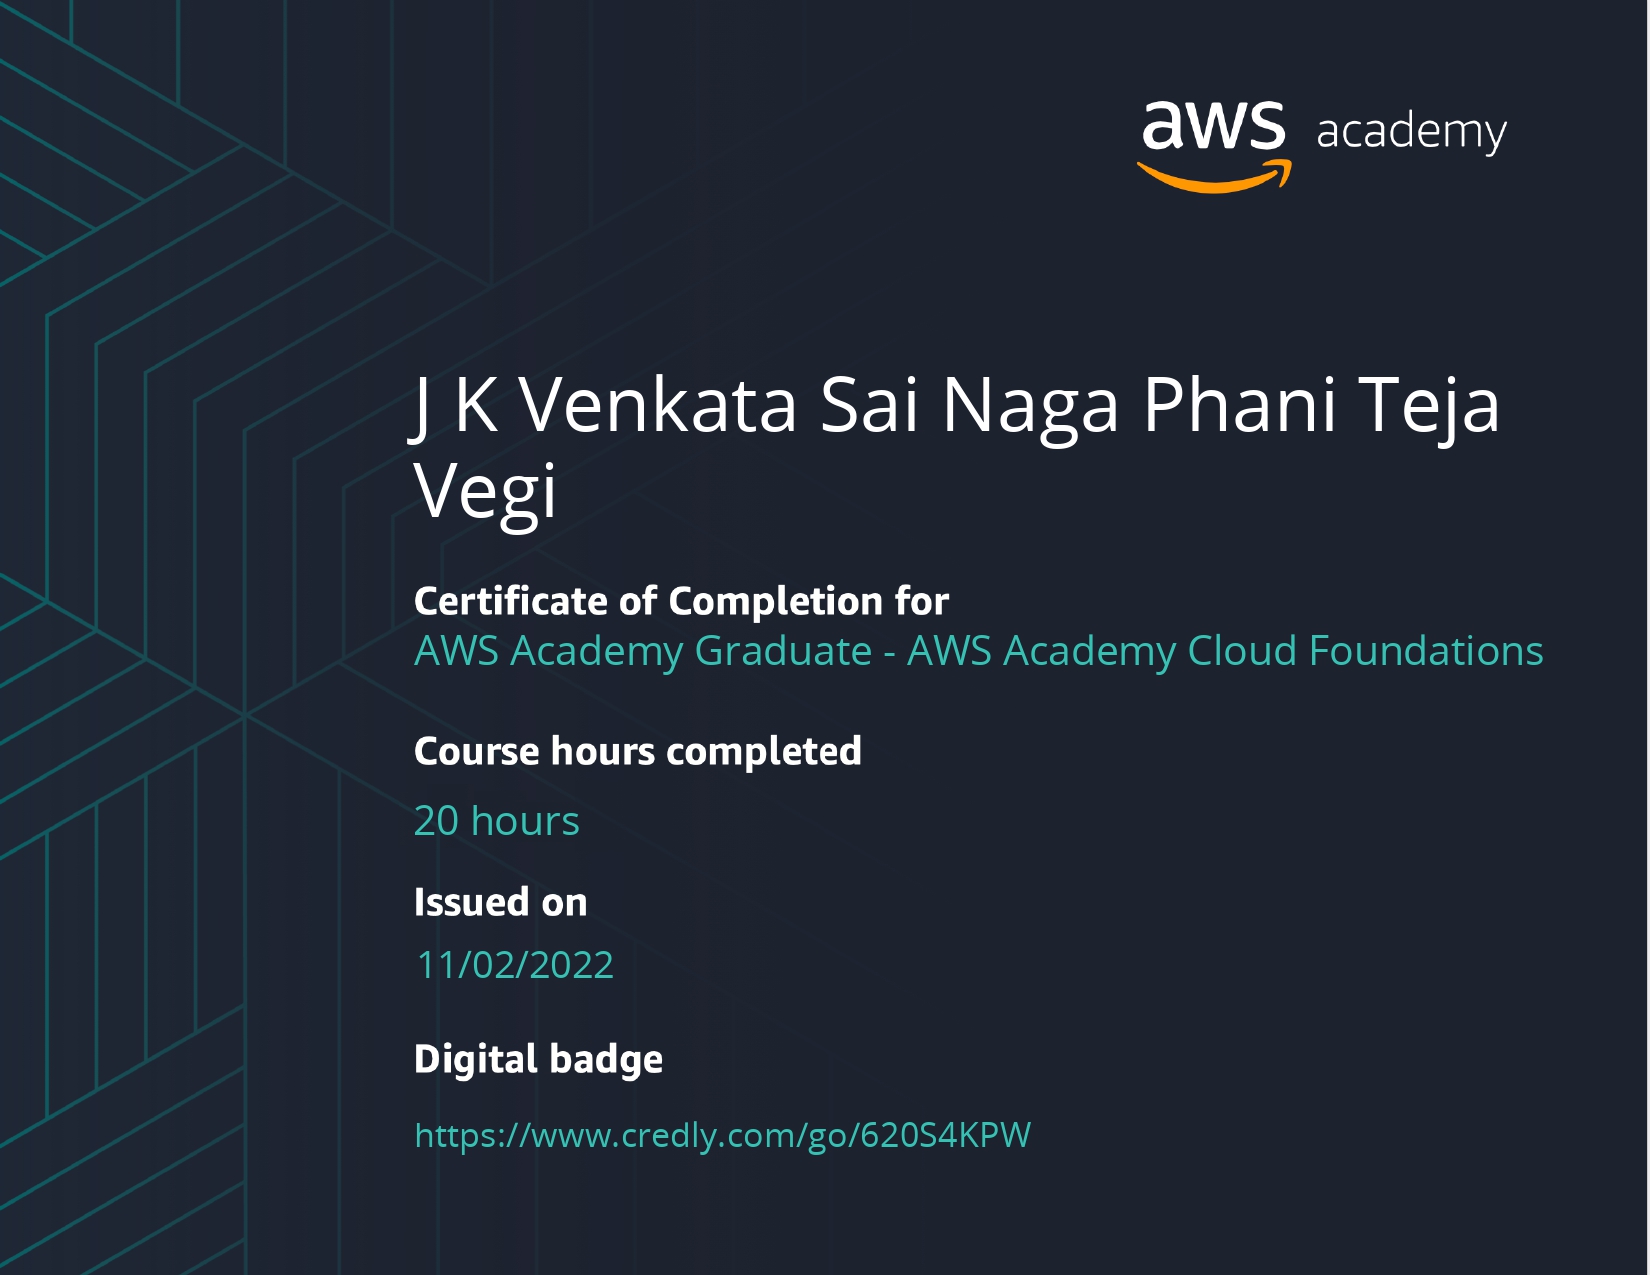 aws academy
J K Venkata Sai Naga Phani Teja
Vegi
Certificate of Completion for
AWS Academy Graduate - AWS Academy Cloud Foundations
Course hours completed
20 hours
Issued on
11/02/2022
Digital badge
https://www.credly.com/go/620S4KPW